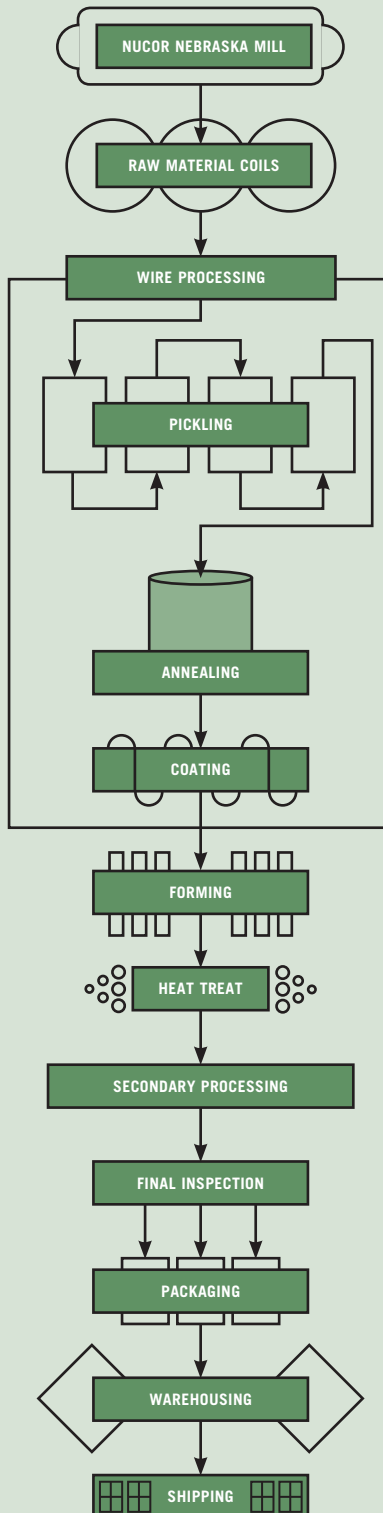 NUCOR NEBRASKA MILL
RAW MATERIAL COILS
WIRE PROCESSING
PICKLING
ANNEALING
COATING
FORMING
HEAT TREAT
SECONDARY PROCESSING
FINAL INSPECTION
PACKAGING
WAREHOUSING
SHIPPING